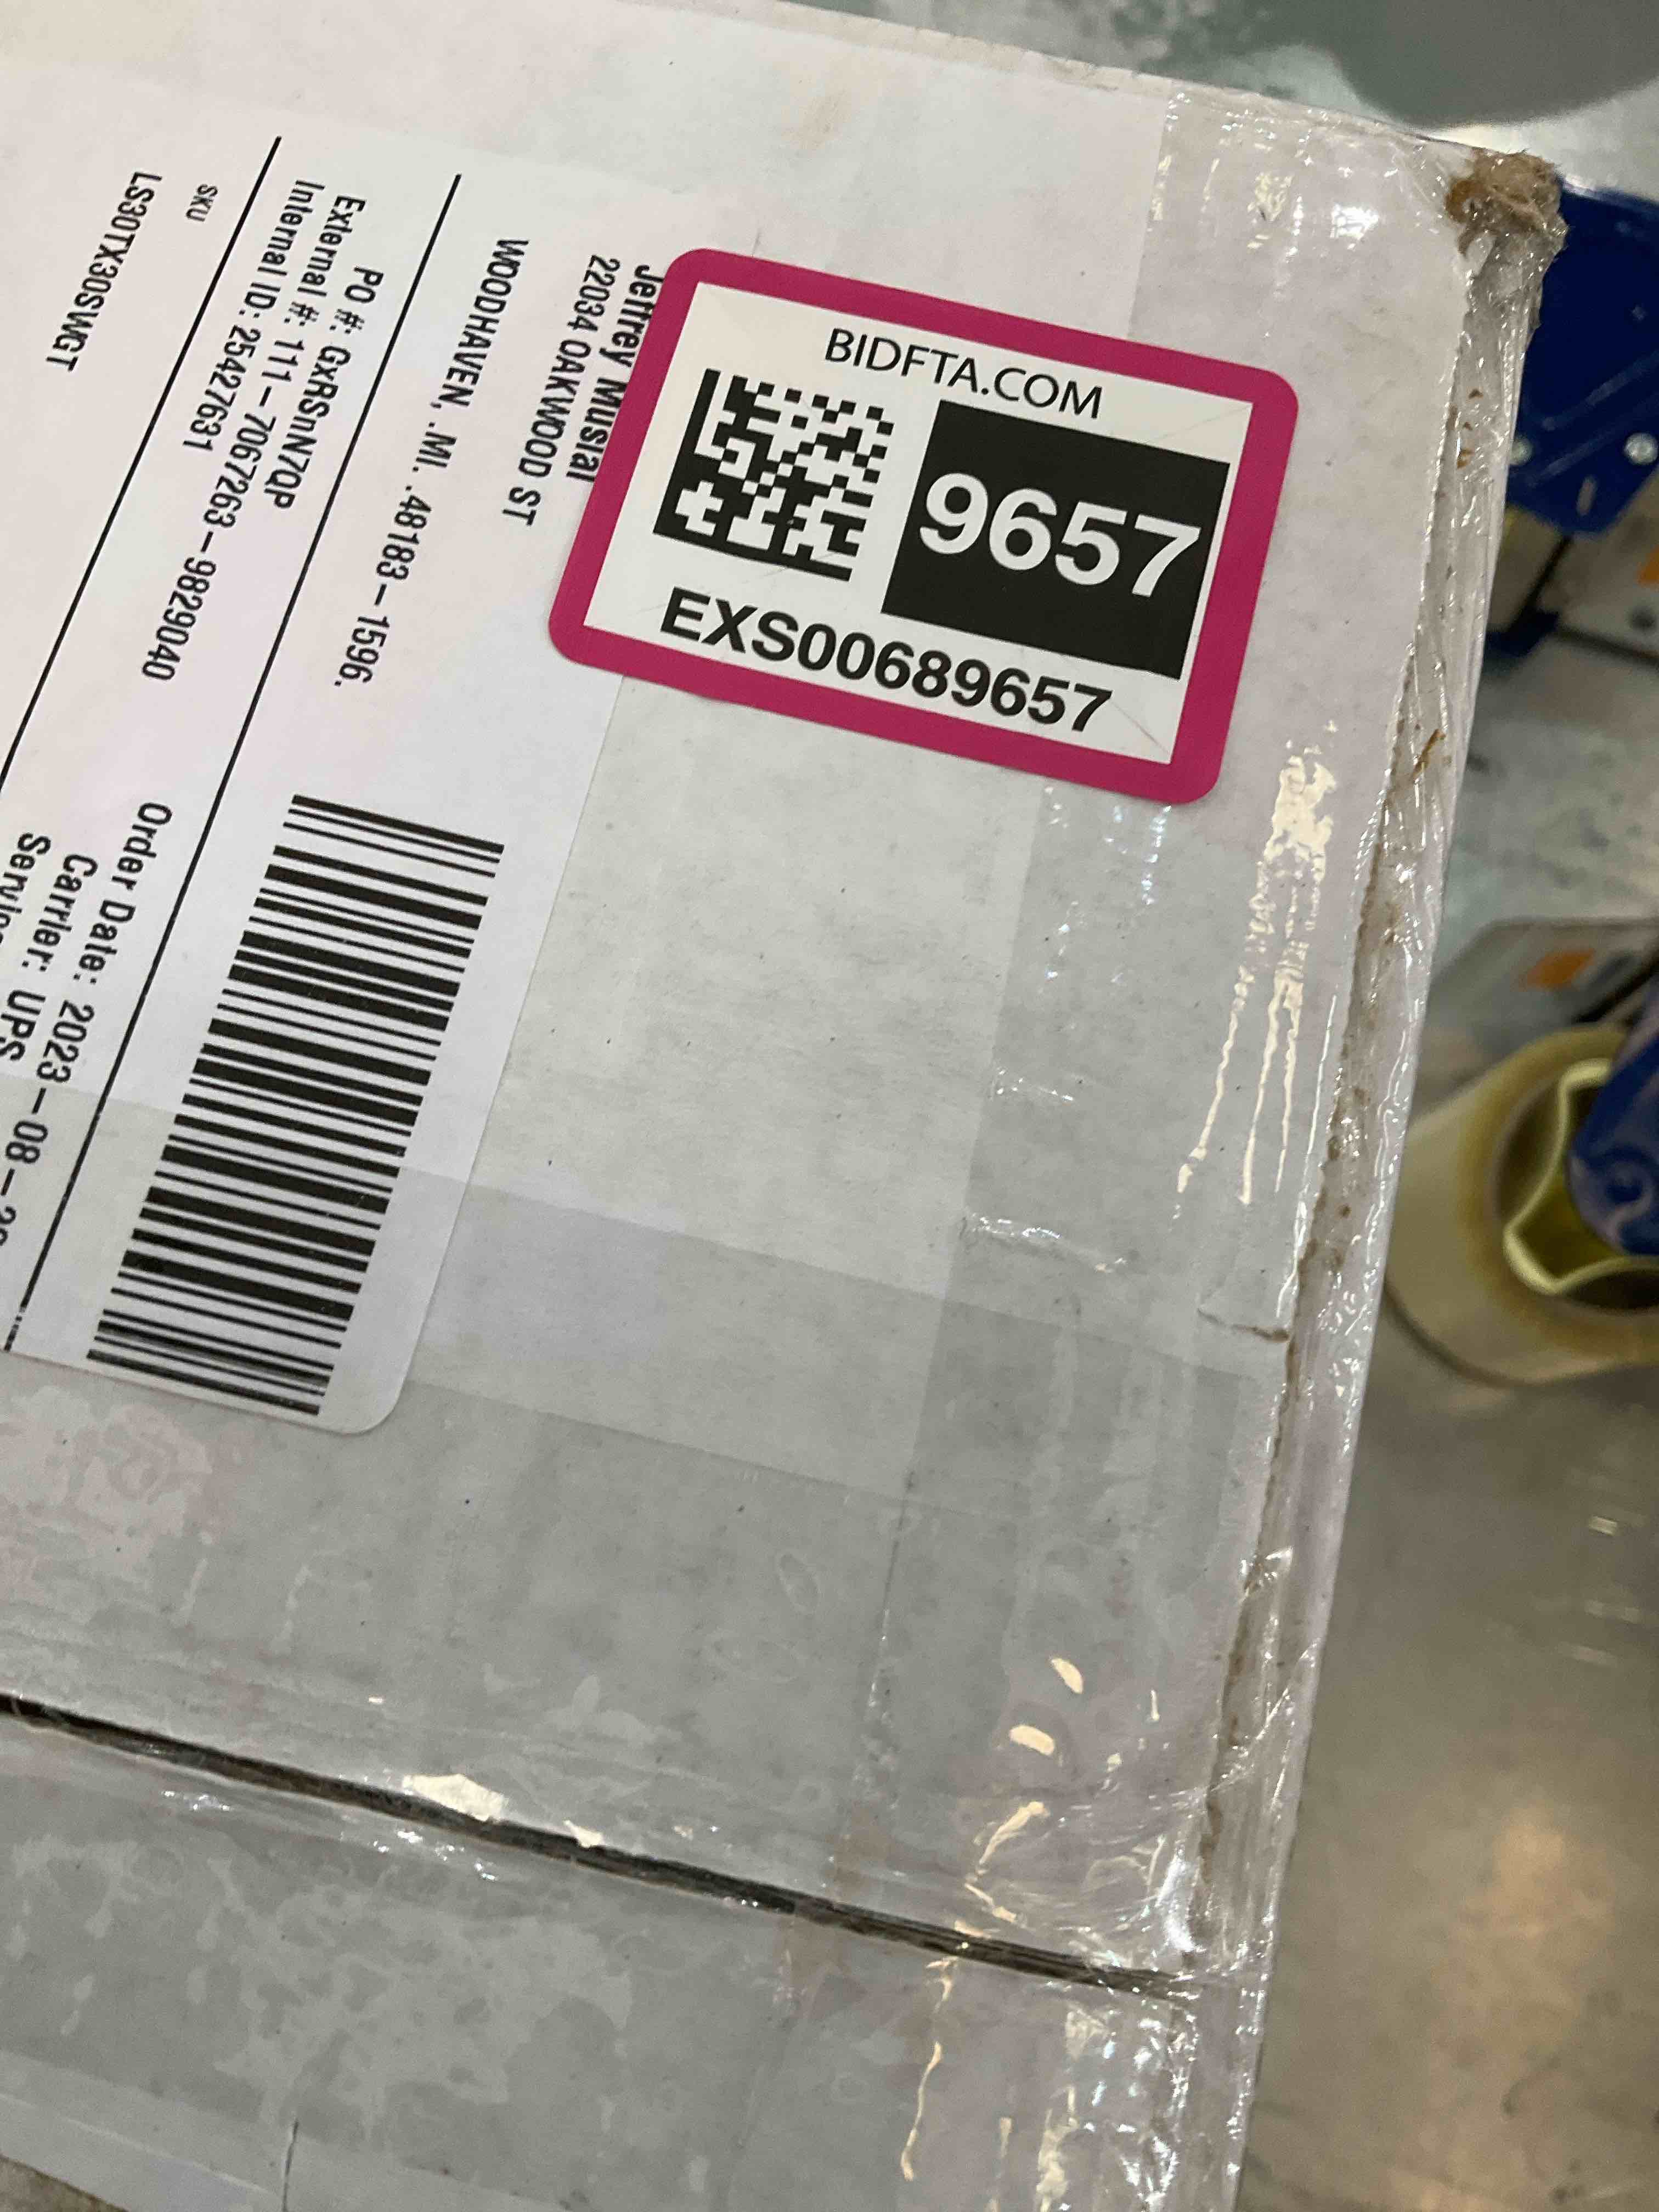 BIDFTA.COM
9657
EXS00689657
Jeffrey Musial
22034 OAKWOOD ST
WOODHAVEN, .MI. .48183-1596.
PO #: GxRSnN7QP
External #: 111-7067263-9829040
Internal ID: 25427631
Order Date: 2023-08-
Carrier: UPS
SKU
LS30TX30SWGT